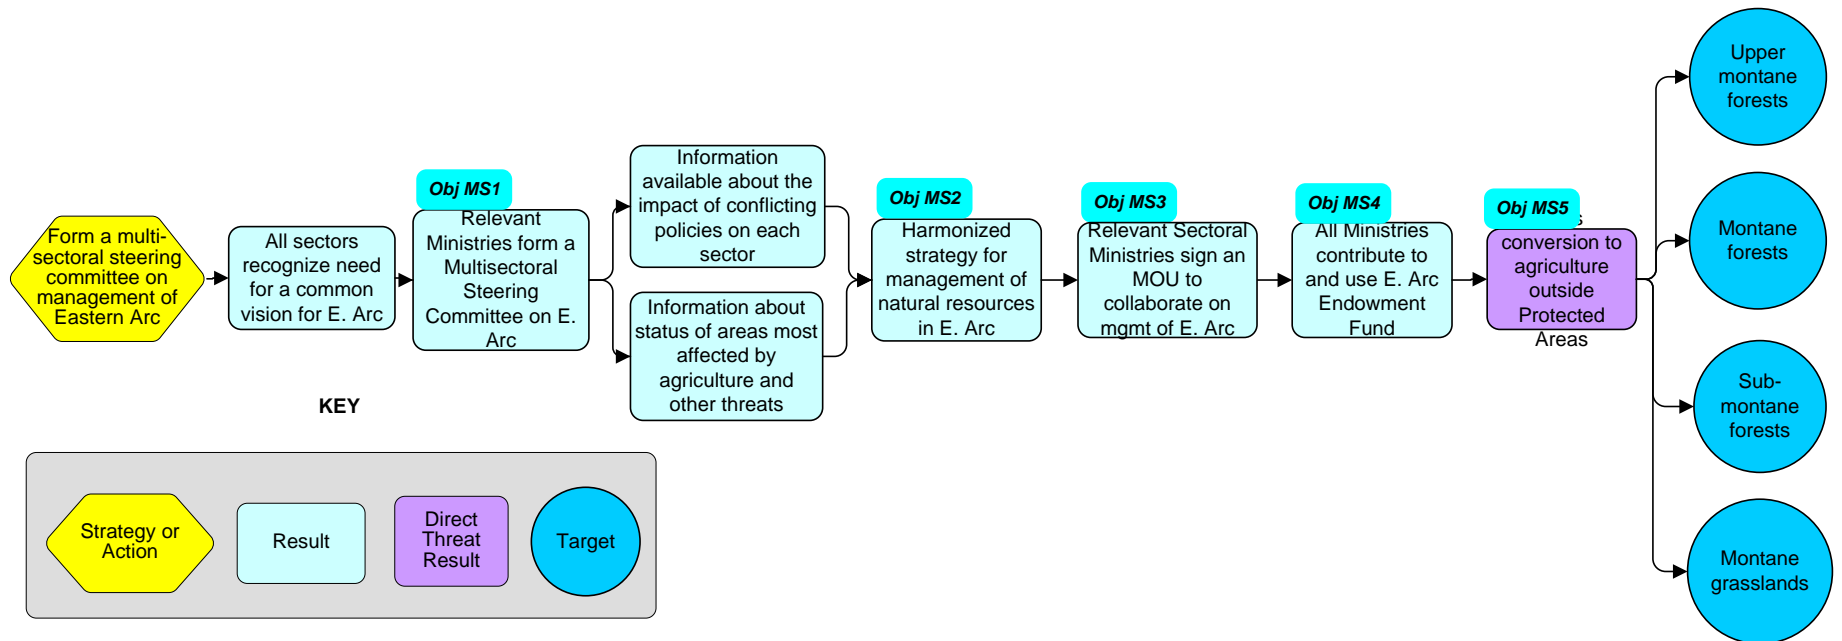 Form a multi-
sectoral steering
committee on
management of
Eastern Arc
All sectors
recognize need
for a common
vision for E. Arc
Obj MS1
Relevant
Ministries form a
Multisectoral
Steering
Committee on E.
Arc
Information
available about the
impact of conflicting
policies on each
sector
Information about
status of areas most
affected by
agriculture and
other threats
Obj MS2
Harmonized
strategy for
management of
natural resources
in E. Arc
Obj MS3
Relevant Sectoral
Ministries sign an
MOU to
collaborate on
mgmt of E. Arc
Obj MS4
All Ministries
contribute to
and use E. Arc
Endowment
Fund
Obj MS5
conversion to
agriculture
outside
Protected
Areas
Upper
montane
forests
Montane
forests
Sub-
montane
forests
Montane
grasslands
KEY
Strategy or
Action
Result
Direct
Threat
Result
Target